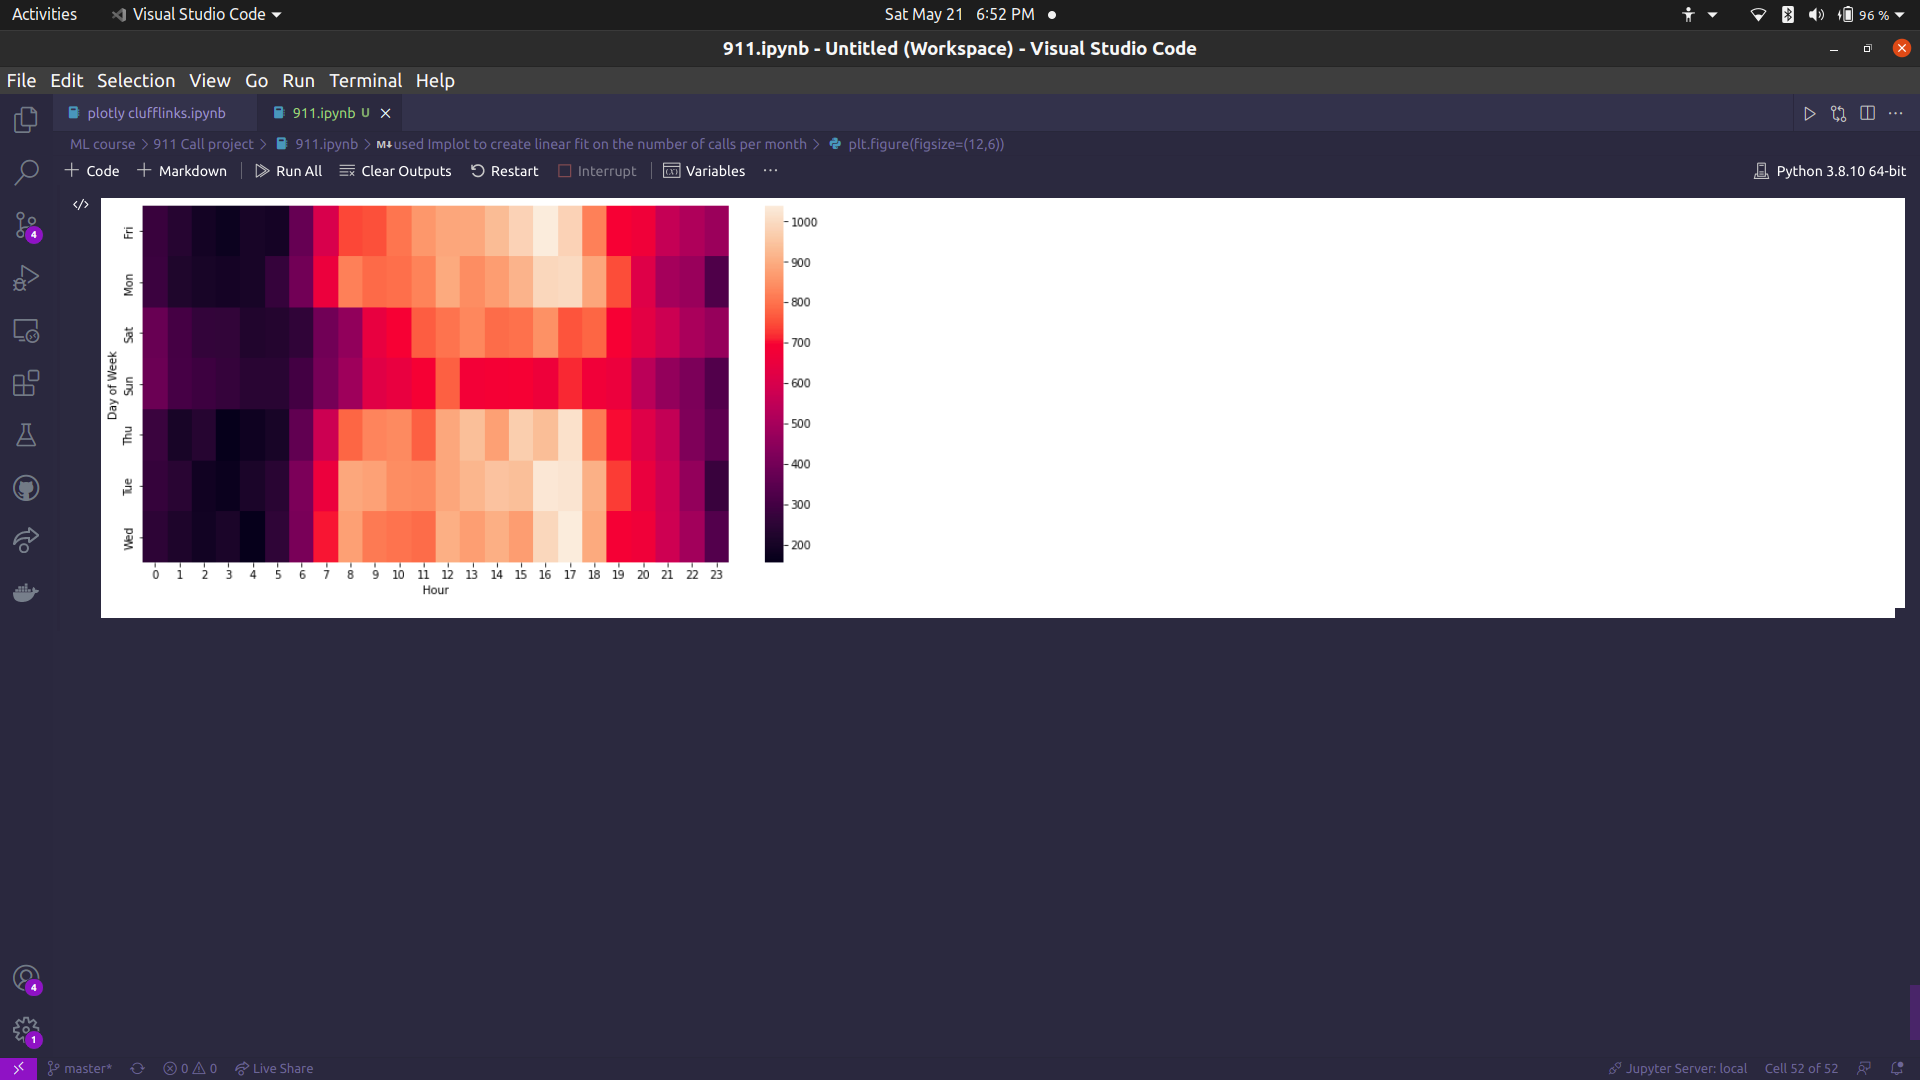 Activities Visual Studio Code Sat May 21 6:52 PM 96 %
911.ipynb - Untitled (Workspace) - Visual Studio Code
File Edit Selection View Go Run Terminal Help
plotly clufflinks.ipynb 911.ipynb U
ML course > 911 Call project > 911.ipynb > M↓used lmplot to create linear fit on the number of calls per month > plt.figure(figsize=(12,6))
+ Code + Markdown Run All Clear Outputs Restart Interrupt Variables ··· Python 3.8.10 64-bit
Day of Week
Fri
Mon
Sat
Sun
Thu
Tue
Wed
0 1 2 3 4 5 6 7 8 9 10 11 12 13 14 15 16 17 18 19 20 21 22 23
Hour
1000
900
800
700
600
500
400
300
200
4
4
1
master* 0 0 Live Share Jupyter Server: local Cell 52 of 52